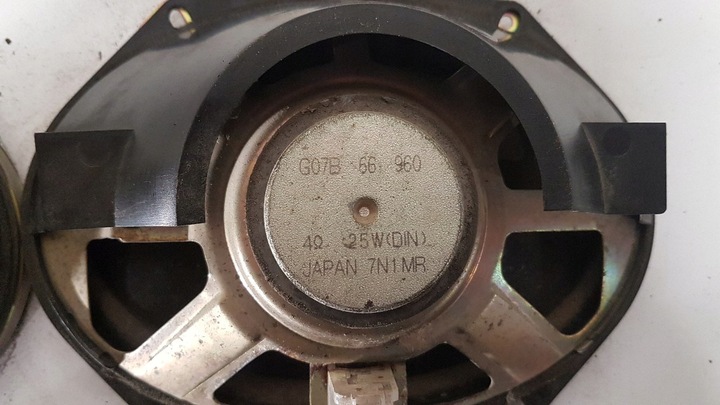 G07B 66 960
4Ω 25W(DIN)
JAPAN 7N1MR